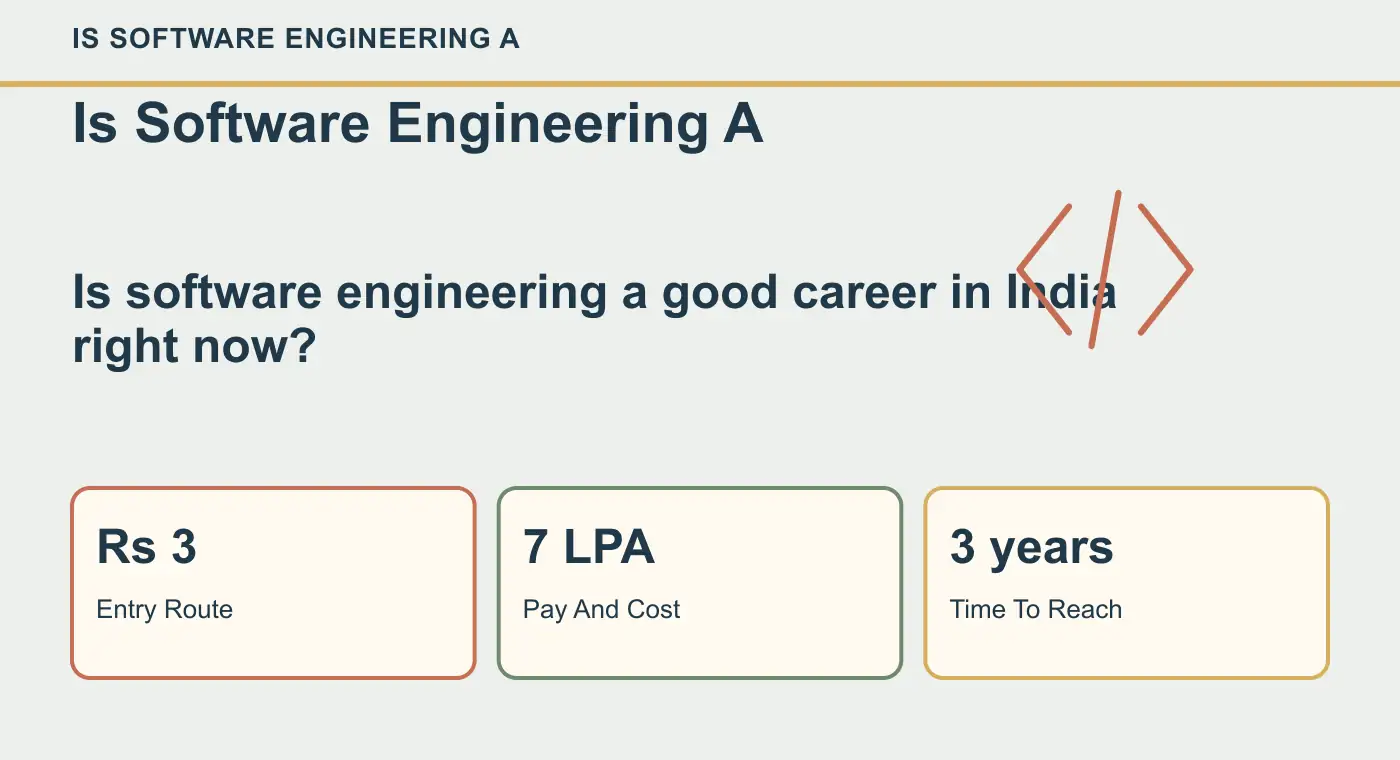 IS SOFTWARE ENGINEERING A
Is Software Engineering A
Is software engineering a good career in India
right now?
Rs 3
Entry Route
7 LPA
Pay And Cost
3 years
Time To Reach